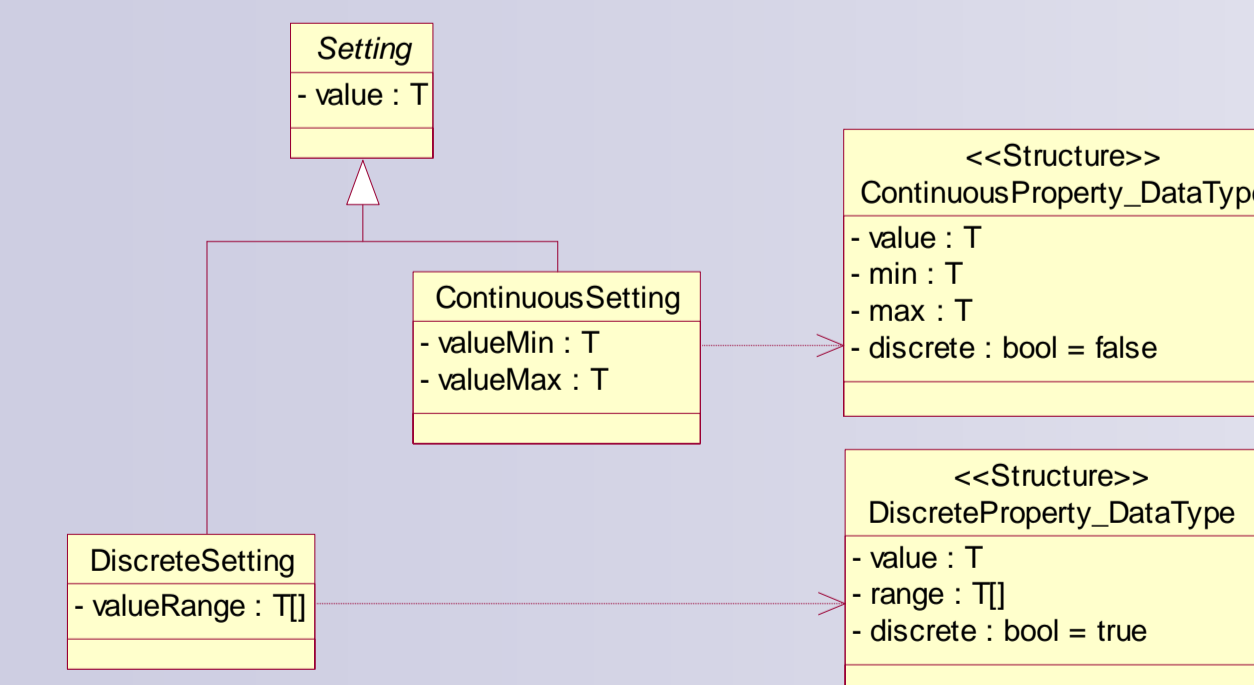 Setting
- value : T
<<Structure>>
ContinuousProperty_DataType
- value : T
- min : T
- max : T
- discrete : bool = false
ContinuousSetting
- valueMin : T
- valueMax : T
<<Structure>>
DiscreteProperty_DataType
- value : T
- range : T[]
- discrete : bool = true
DiscreteSetting
- valueRange : T[]